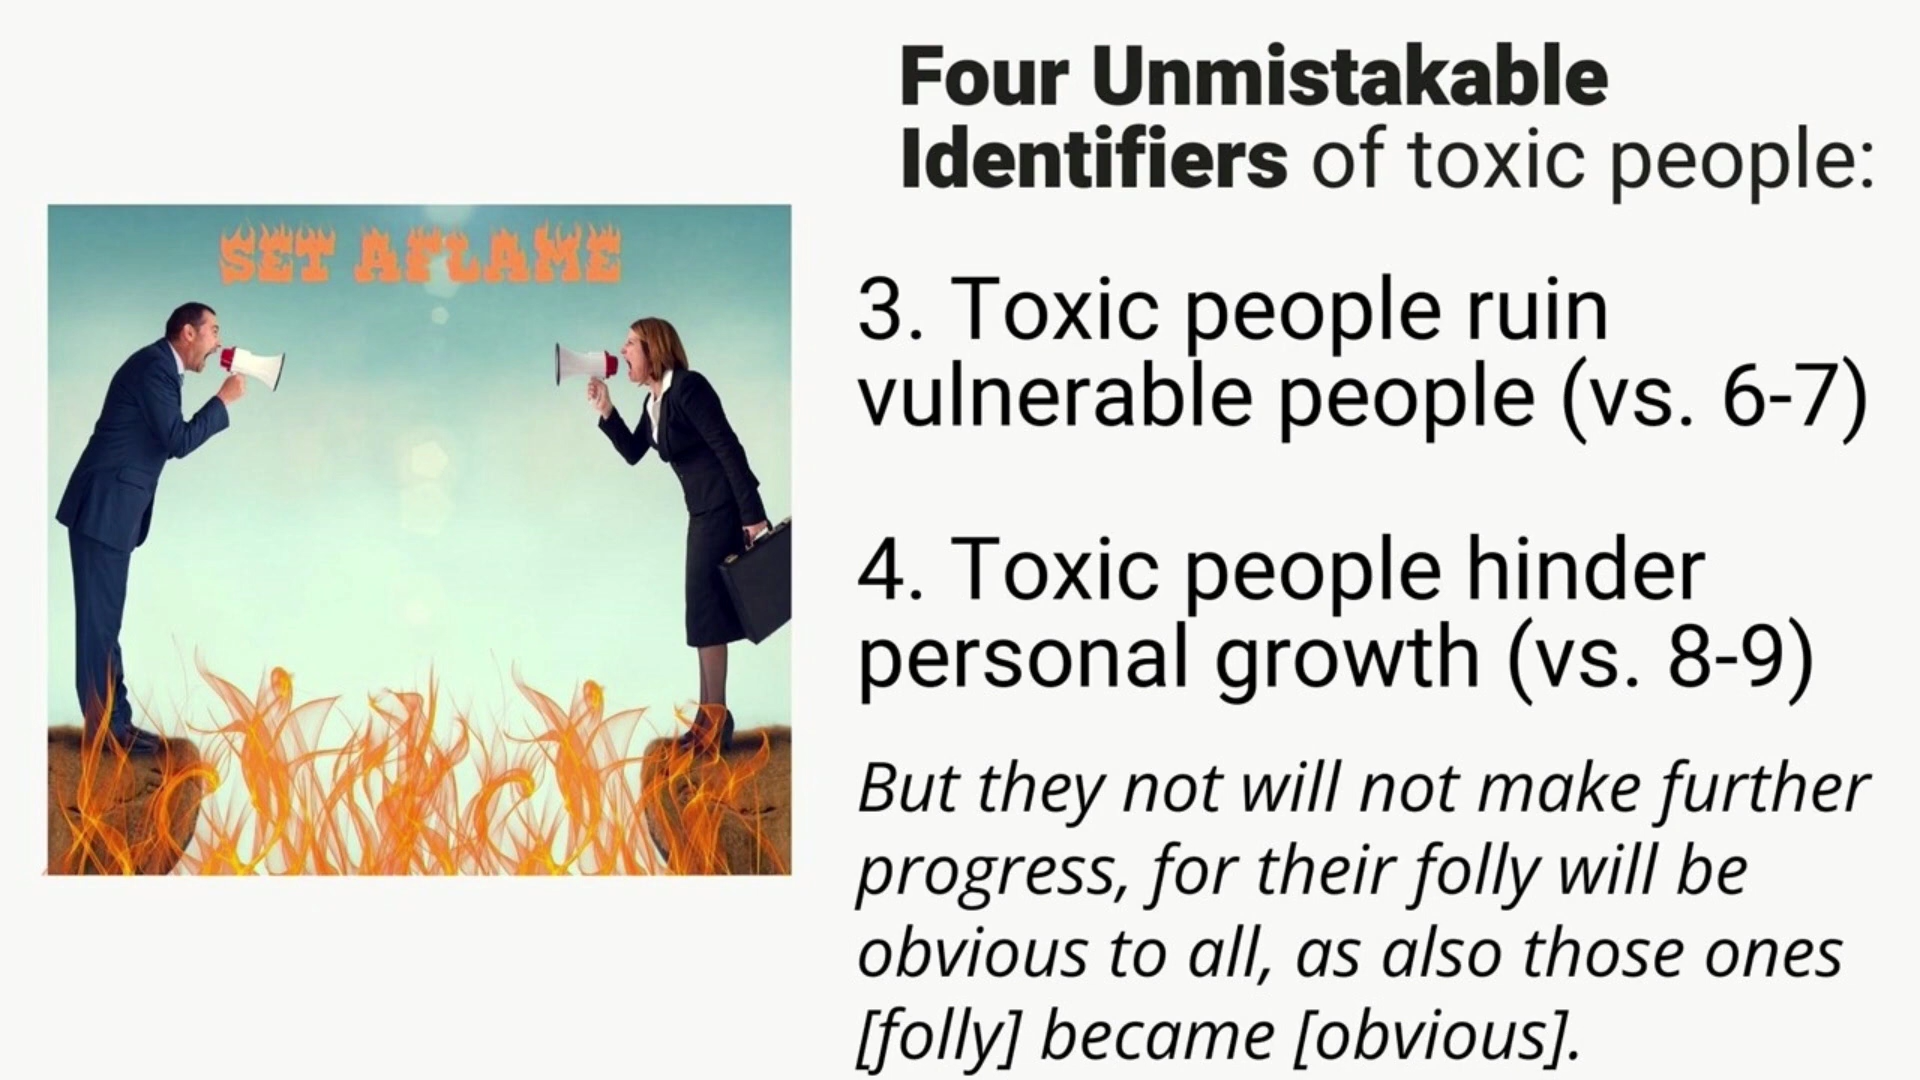 Four Unmistakable
Identifiers of toxic people:
SET AFLAME
3. Toxic people ruin
vulnerable people (vs. 6-7)
4. Toxic people hinder
personal growth (vs. 8-9)
But they not will not make further
progress, for their folly will be
obvious to all, as also those ones
[folly] became [obvious].